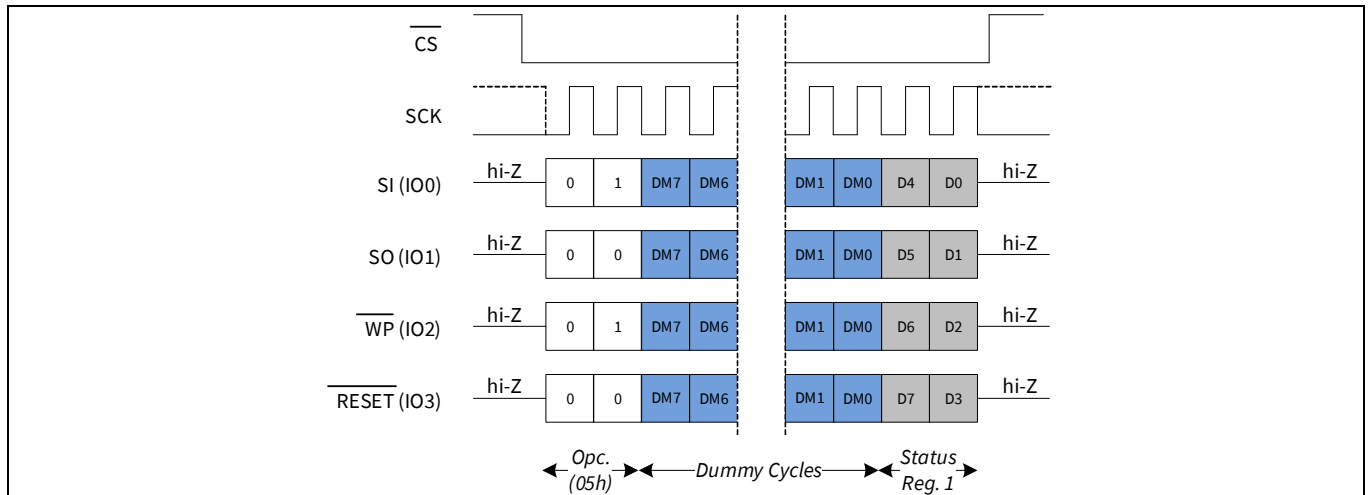 CS
SCK
SI (IO0) hi-Z 0 1 DM7 DM6 DM1 DM0 D4 D0 hi-Z
SO (IO1) hi-Z 0 0 DM7 DM6 DM1 DM0 D5 D1 hi-Z
WP (IO2) hi-Z 0 1 DM7 DM6 DM1 DM0 D6 D2 hi-Z
RESET (IO3) hi-Z 0 0 DM7 DM6 DM1 DM0 D7 D3 hi-Z
Opc. Dummy Cycles Status
(05h) Reg. 1